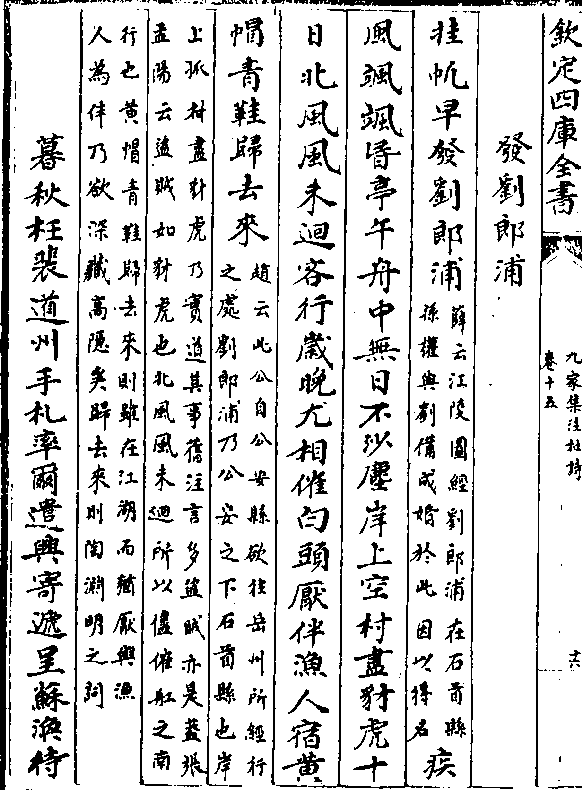 欽定四庫全書
九家集注杜詩
卷十五
十六
發劉郎浦
挂帆早發劉郎浦
薛云江陵圖經劉郎浦在石首縣
孫權與劉備成婚於此因以得名
疾
風颯颯昏亭午舟中無日不沙塵岸上空村盡豺虎十
日北風風未迴客行歲晚尤相催白頭厭伴漁人宿黃
帽青鞋歸去來
趙云此公自公安縣欲往岳州所經行
之處劉郎浦乃公安之下石首縣也岸
上孤村盡豺虎乃實道其事舊注言多盜賊亦是蓋張
孟陽云盜賊如豺虎也北風風未迴所以儘催舡之南
行也黃帽青鞋歸去來則雖在江湖而猶厭與漁
人為伴乃欲深藏高隱矣歸去來則陶淵明之詞
暮秋枉裴道州手札率爾遣興寄遞呈蘇渙侍